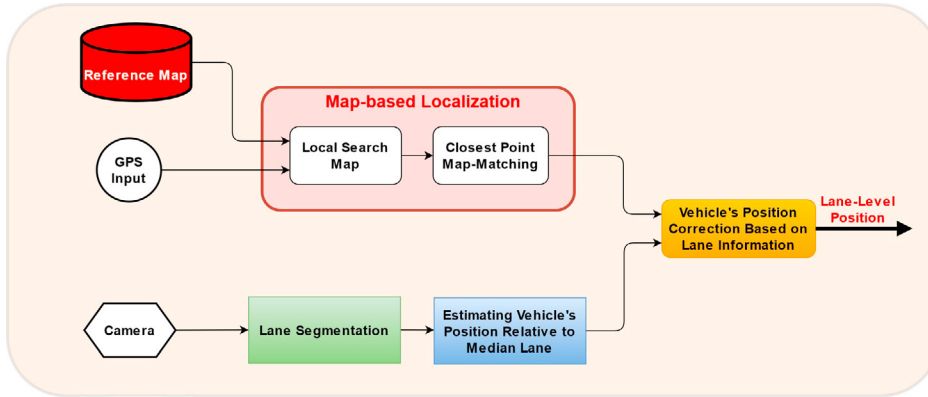 Reference Map
Map-based Localization
GPS
Input
Local Search
Map
Closest Point
Map-Matching
Vehicle's Position
Correction Based on
Lane Information
Lane-Level
Position
Camera
Lane Segmentation
Estimating Vehicle's
Position Relative to
Median Lane